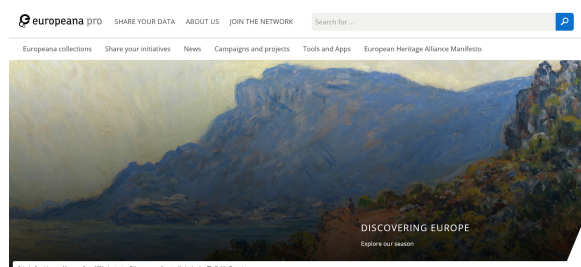 europeana pro SHARE YOUR DATA ABOUT US JOIN THE NETWORK Search for ...
Europeana collections Share your initiatives News Campaigns and projects Tools and Apps European Heritage Alliance Manifesto
DISCOVERING EUROPE
Explore our season